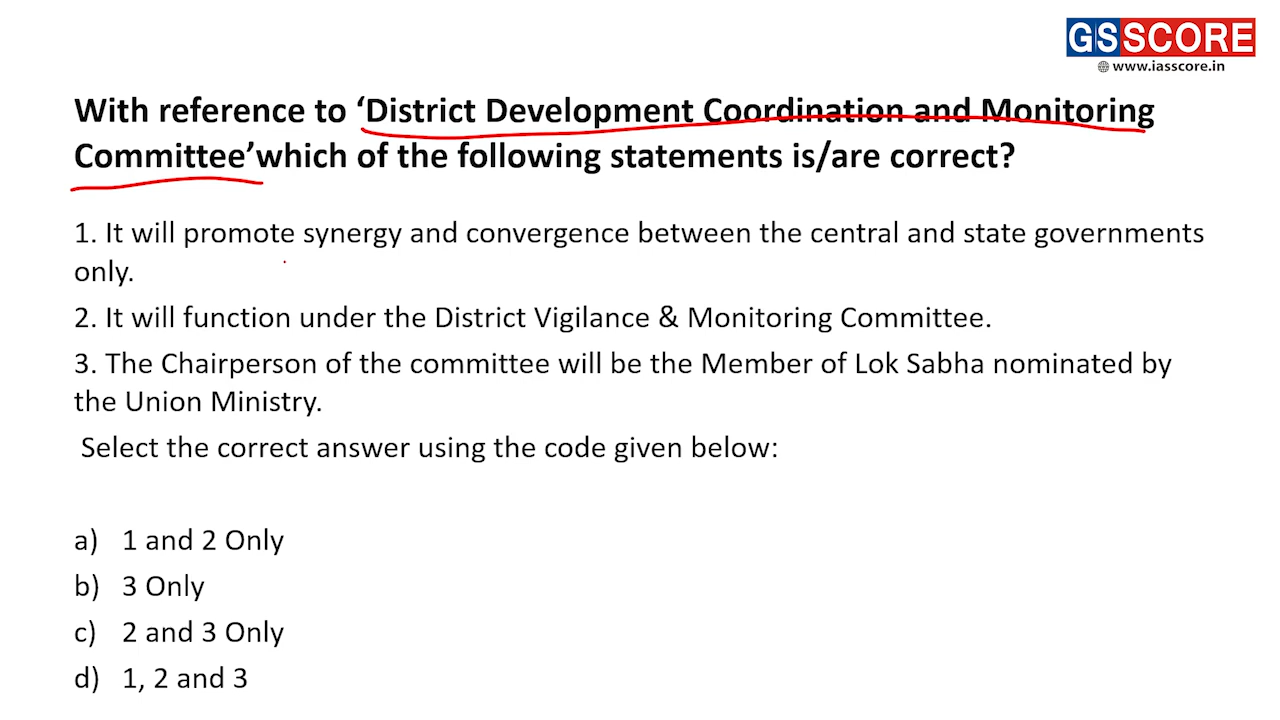 GSSCORE
www.iasscore.in
With reference to ‘District Development Coordination and Monitoring
Committee’which of the following statements is/are correct?
1. It will promote synergy and convergence between the central and state governments
only.
2. It will function under the District Vigilance & Monitoring Committee.
3. The Chairperson of the committee will be the Member of Lok Sabha nominated by
the Union Ministry.
Select the correct answer using the code given below:
a) 1 and 2 Only
b) 3 Only
c) 2 and 3 Only
d) 1, 2 and 3